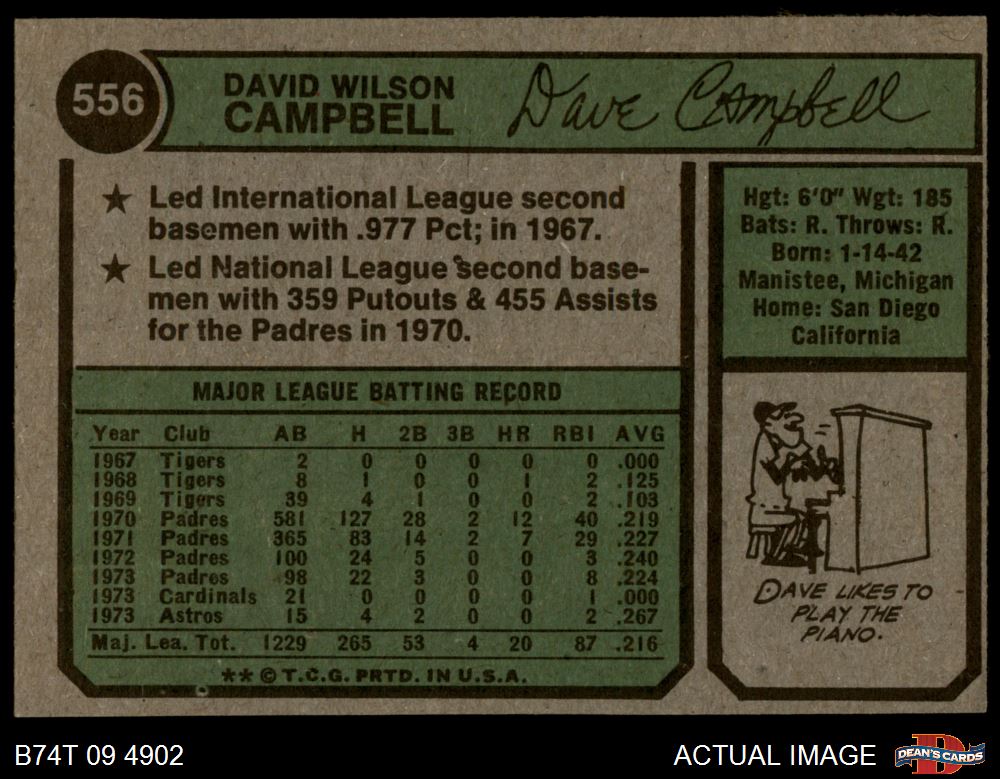 556
DAVID WILSON
CAMPBELL
Dave Campbell
★ Led International League second
basemen with .977 Pct; in 1967.
★ Led National League second base-
men with 359 Putouts & 455 Assists
for the Padres in 1970.
Hgt: 6'0" Wgt: 185
Bats: R. Throws: R.
Born: 1-14-42
Manistee, Michigan
Home: San Diego
California
MAJOR LEAGUE BATTING RECORD
Year Club AB H 2B 3B HR RBI AVG
1967 Tigers 2 0 0 0 0 0 .000
1968 Tigers 8 1 0 0 1 2 .125
1969 Tigers 39 4 1 0 0 2 .103
1970 Padres 581 127 28 2 12 40 .219
1971 Padres 365 83 14 2 7 29 .227
1972 Padres 100 24 5 0 0 3 .240
1973 Padres 98 22 3 0 0 8 .224
1973 Cardinals 21 0 0 0 0 1 .000
1973 Astros 15 4 2 0 0 2 .267
Maj. Lea. Tot. 1229 265 53 4 20 87 .216
** © T.C.G. PRTD. IN U.S.A.
DAVE LIKES TO
PLAY THE
PIANO.
B74T 09 4902
ACTUAL IMAGE
DEAN'S CARDS